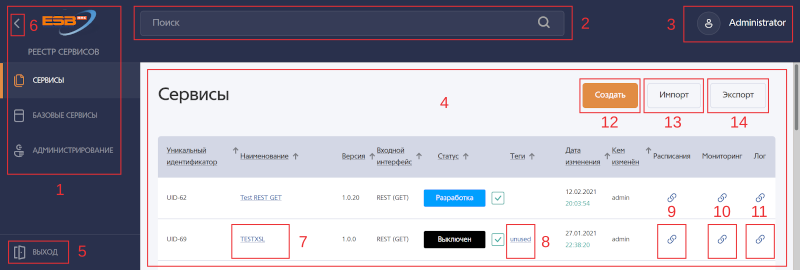 6 ESB Поиск 2 3 Administrator
РЕЕСТР СЕРВИСОВ
СЕРВИСЫ
БАЗОВЫЕ СЕРВИСЫ
АДМИНИСТРИРОВАНИЕ
1
ВЫХОД 5
Сервисы 4 Создать Импорт Экспорт
12 13 14
Уникальный идентификатор Наименование Версия Входной интерфейс Статус Теги Дата изменения Кем изменён Расписания Мониторинг Лог
UID-62 Test REST GET 1.0.20 REST (GET) Разработка 12.02.2021 admin
20:03:54
9 10 11
UID-69 TESTXSL 7 1.0.0 REST (GET) Выключен unused 8 27.01.2021 admin
22:38:20